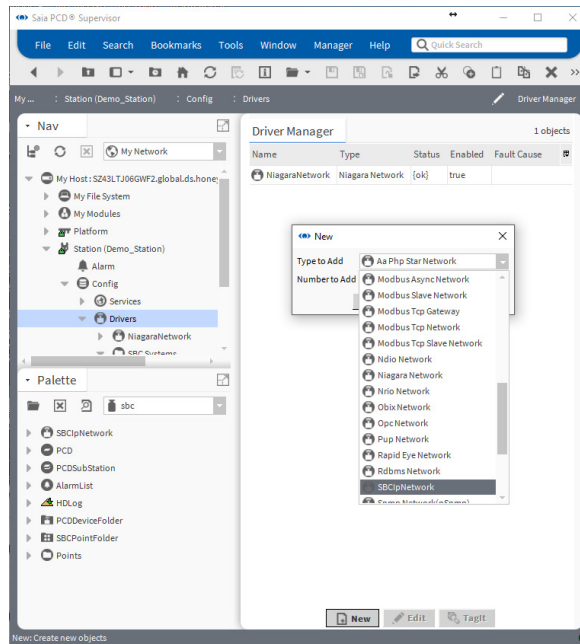 Saia PCD® Supervisor
File Edit Search Bookmarks Tools Window Manager Help Quick Search
My ... : Station (Demo_Station) : Config : Drivers Driver Manager
Nav
My Network
My Host : SZ43LTJ06GWF2.global.ds.hone
My File System
My Modules
Platform
Station (Demo_Station)
Alarm
Config
Services
Drivers
NiagaraNetwork
SBC Systems
Palette
sbc
SBCIpNetwork
PCD
PCDSubStation
AlarmList
HDLog
PCDDeviceFolder
SBCPointFolder
Points
Driver Manager 1 objects
Name Type Status Enabled Fault Cause
NiagaraNetwork Niagara Network {ok} true
New
Type to Add Aa Php Star Network
Number to Add
Modbus Async Network
Modbus Slave Network
Modbus Tcp Gateway
Modbus Tcp Network
Modbus Tcp Slave Network
Ndio Network
Niagara Network
Nrio Network
Obix Network
Opc Network
Pup Network
Rapid Eye Network
Rdbms Network
SBCIpNetwork
New Edit TagIt
New: Create new objects